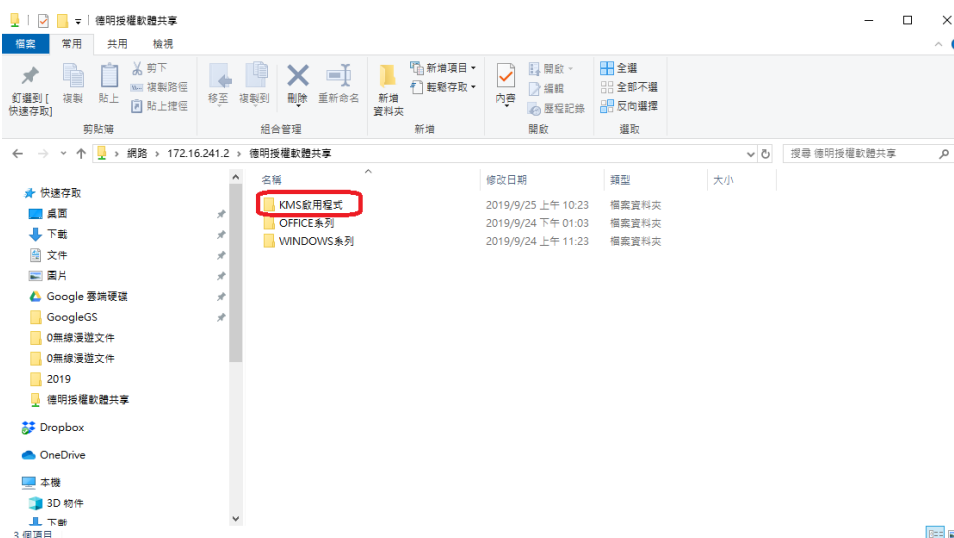 德明授權軟體共享
檔案 常用 共用 檢視
釘選到 [快速存取]
複製
貼上
剪下
複製路徑
貼上捷徑
剪貼簿
移至
複製到
刪除
重新命名
組合管理
新增資料夾
新增項目
輕鬆存取
新增
內容
開啟
編輯
歷程記錄
開啟
全選
全部不選
反向選擇
選取
網路 › 172.16.241.2 › 德明授權軟體共享
搜尋 德明授權軟體共享
快速存取
桌面
下載
文件
圖片
Google 雲端硬碟
GoogleGS
0無線漫遊文件
0無線漫遊文件
2019
德明授權軟體共享
Dropbox
OneDrive
本機
3D 物件
下載
名稱 修改日期 類型 大小
KMS啟用程式 2019/9/25 上午 10:23 檔案資料夾
OFFICE系列 2019/9/24 下午 01:03 檔案資料夾
WINDOWS系列 2019/9/24 上午 11:23 檔案資料夾
3 個項目